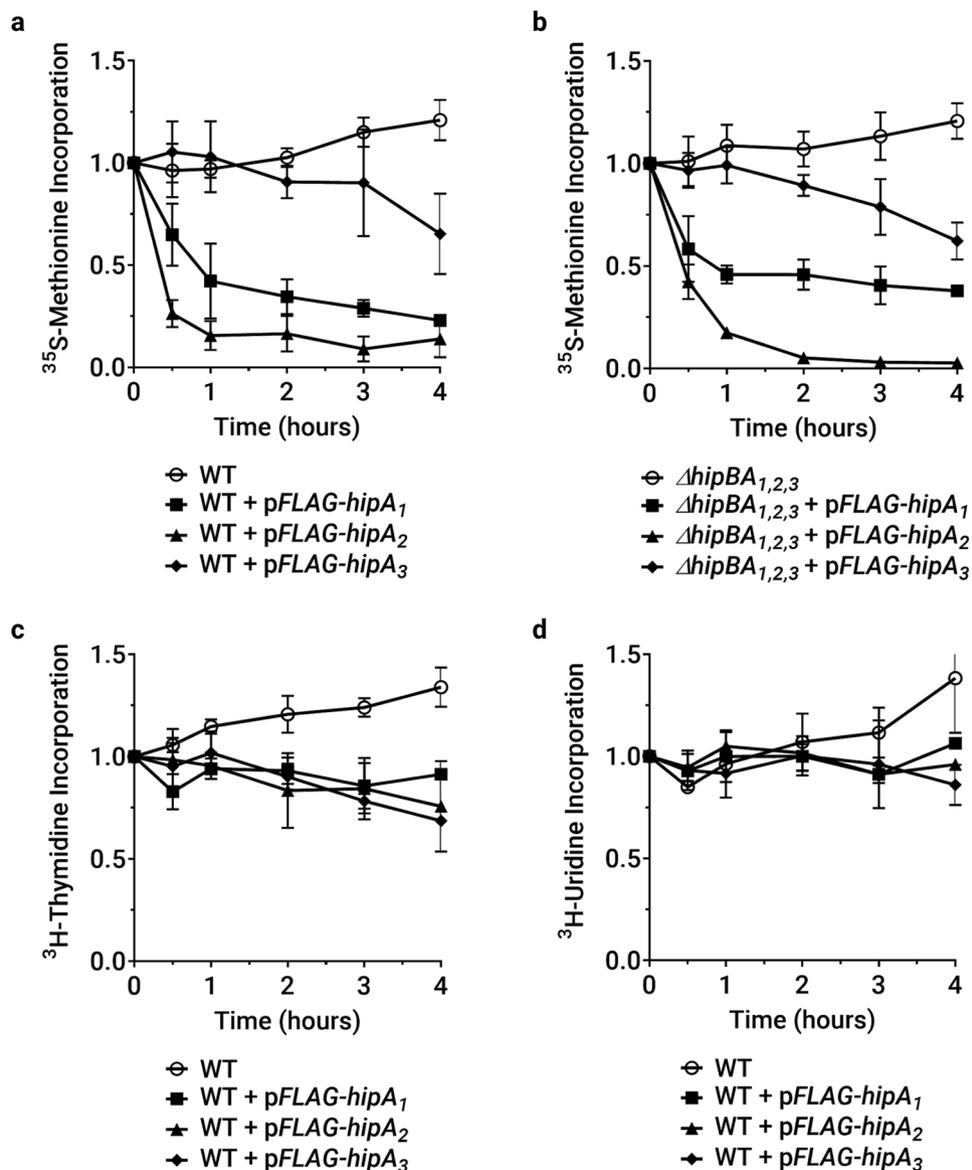 a
³⁵S-Methionine Incorporation
1.5
1.0
0.5
0.0
0 1 2 3 4
Time (hours)
WT
WT + pFLAG-hipA₁
WT + pFLAG-hipA₂
WT + pFLAG-hipA₃
b
³⁵S-Methionine Incorporation
1.5
1.0
0.5
0.0
0 1 2 3 4
Time (hours)
ΔhipBA₁,₂,₃
ΔhipBA₁,₂,₃ + pFLAG-hipA₁
ΔhipBA₁,₂,₃ + pFLAG-hipA₂
ΔhipBA₁,₂,₃ + pFLAG-hipA₃
c
³H-Thymidine Incorporation
1.5
1.0
0.5
0.0
0 1 2 3 4
Time (hours)
WT
WT + pFLAG-hipA₁
WT + pFLAG-hipA₂
WT + pFLAG-hipA₃
d
³H-Uridine Incorporation
1.5
1.0
0.5
0.0
0 1 2 3 4
Time (hours)
WT
WT + pFLAG-hipA₁
WT + pFLAG-hipA₂
WT + pFLAG-hipA₃